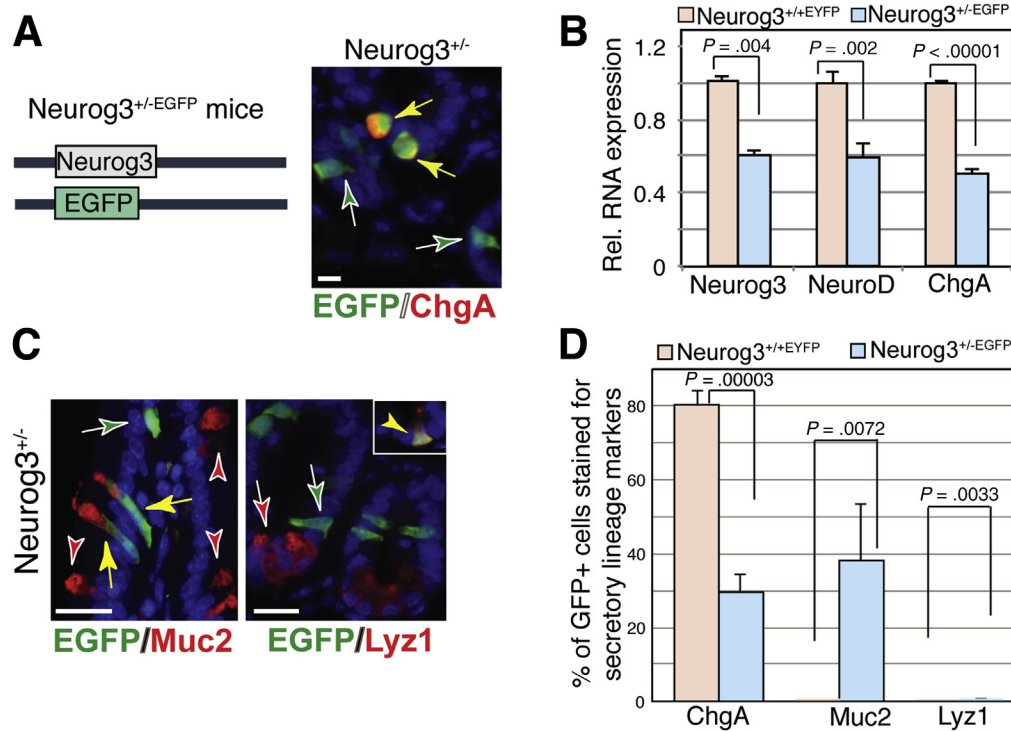 A
Neurog3+/-EGFP mice
Neurog3
EGFP
Neurog3+/-
EGFP/ChgA
B
Neurog3+/+EYFP Neurog3+/-EGFP
Rel. RNA expression
1.2
0.8
0.4
0
P = .004
P = .002
P < .00001
Neurog3 NeuroD ChgA
C
Neurog3+/-
EGFP/Muc2
EGFP/Lyz1
D
Neurog3+/+EYFP Neurog3+/-EGFP
% of GFP+ cells stained for
secretory lineage markers
80
60
40
20
0
P = .00003
P = .0072
P = .0033
ChgA Muc2 Lyz1